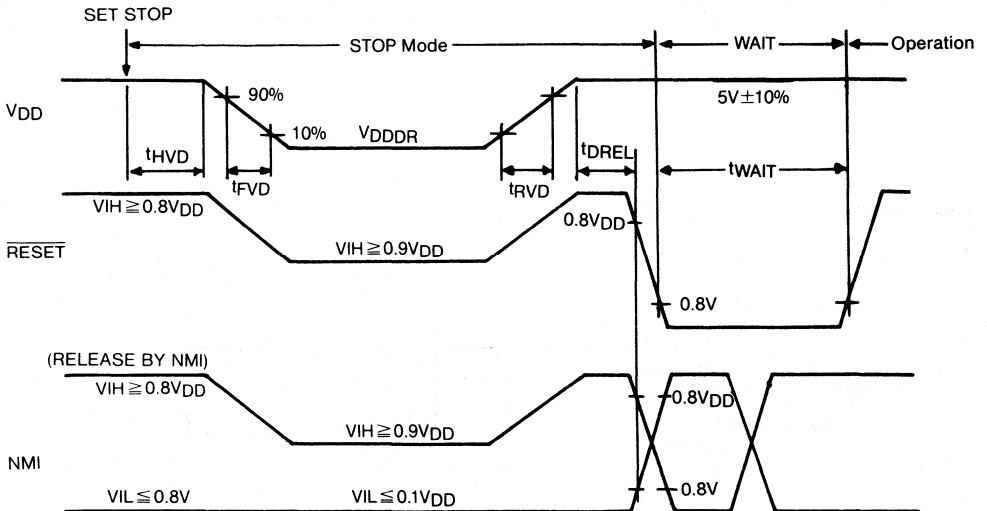 SET STOP
STOP Mode
WAIT
Operation
VDD
90%
10%
VDDDR
5V±10%
tHVD
tFVD
tRVD
tDREL
tWAIT
VIH≧0.8VDD
RESET
VIH≧0.9VDD
0.8VDD
0.8V
(RELEASE BY NMI)
VIH≧0.8VDD
0.8VDD
VIH≧0.9VDD
NMI
VIL≦0.8V
VIL≦0.1VDD
0.8V